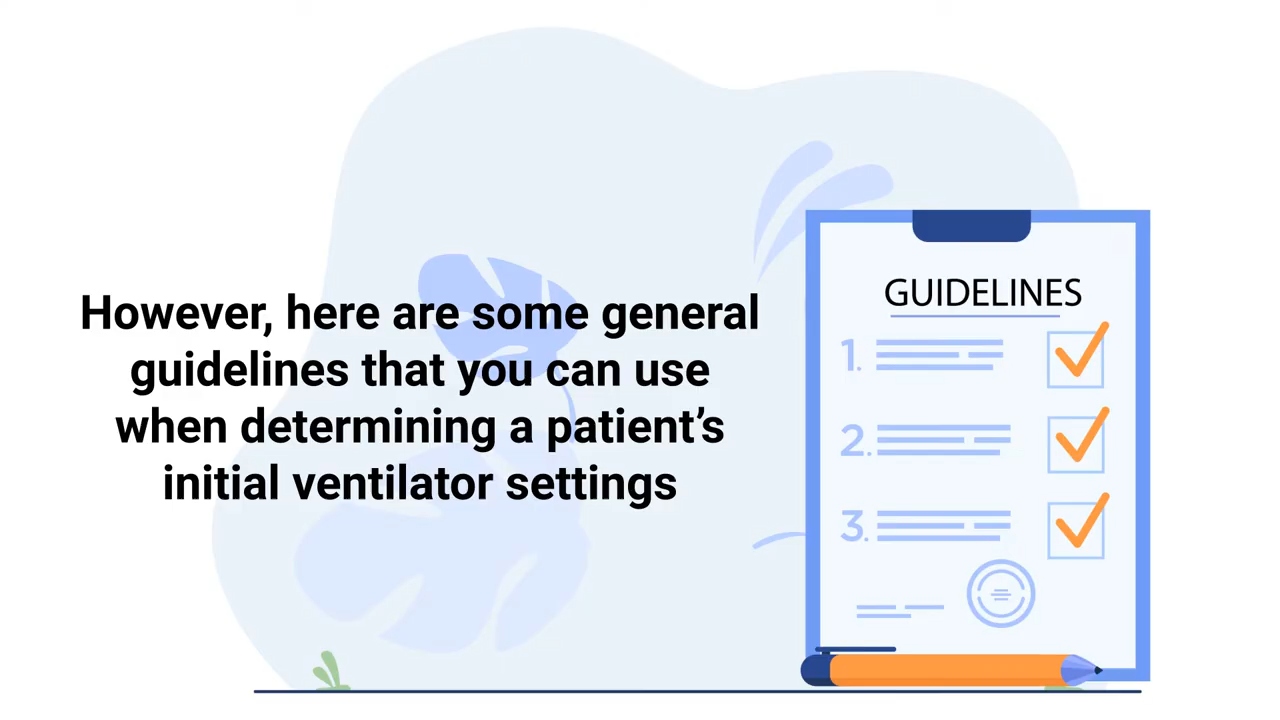 However, here are some general
guidelines that you can use
when determining a patient’s
initial ventilator settings
GUIDELINES
1.
2.
3.